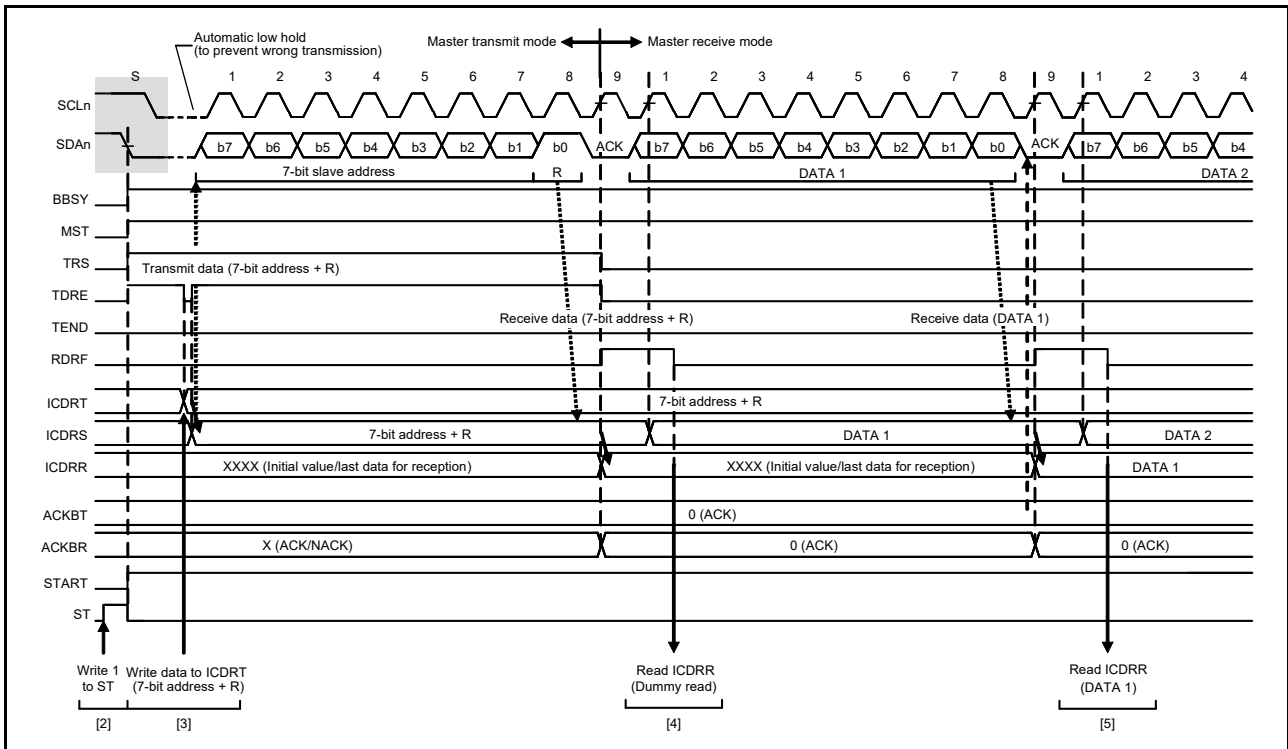 Automatic low hold
(to prevent wrong transmission)
Master transmit mode
Master receive mode
S 1 2 3 4 5 6 7 8 9 1 2 3 4 5 6 7 8 9 1 2 3 4
SCLn
SDAn b7 b6 b5 b4 b3 b2 b1 b0 ACK b7 b6 b5 b4 b3 b2 b1 b0 ACK b7 b6 b5 b4
7-bit slave address R DATA 1 DATA 2
BBSY
MST
TRS
Transmit data (7-bit address + R)
TDRE
TEND
Receive data (7-bit address + R) Receive data (DATA 1)
RDRF
ICDRT 7-bit address + R
ICDRS 7-bit address + R DATA 1 DATA 2
ICDRR XXXX (Initial value/last data for reception) XXXX (Initial value/last data for reception) DATA 1
ACKBT 0 (ACK)
ACKBR X (ACK/NACK) 0 (ACK) 0 (ACK)
START
ST
Write 1
to ST
Write data to ICDRT
(7-bit address + R)
Read ICDRR
(Dummy read)
Read ICDRR
(DATA 1)
[2] [3] [4] [5]